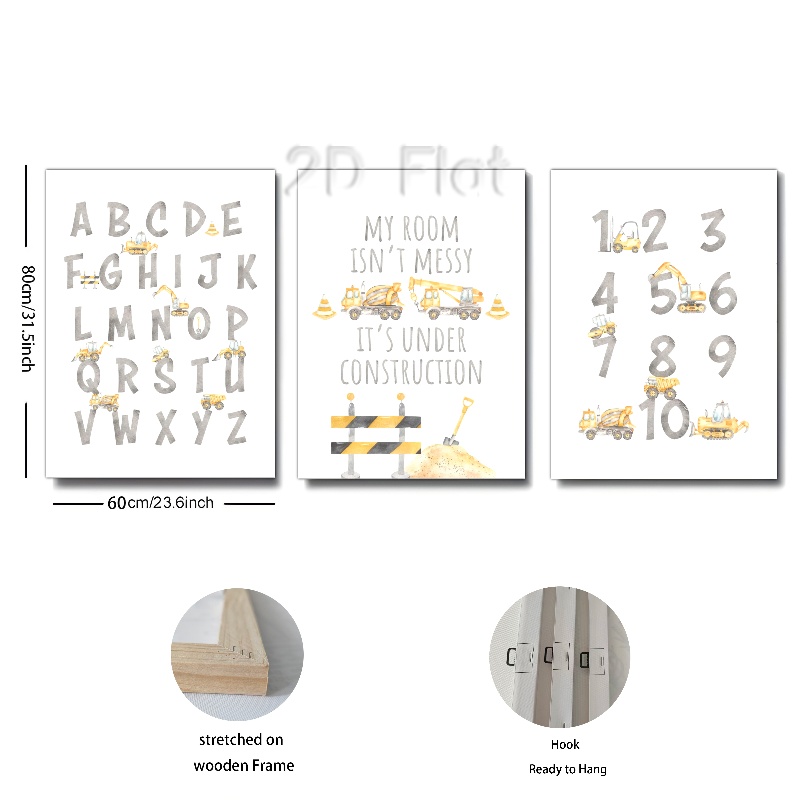 2D Flat
A B C D E
F G H I J K
L M N O P
Q R S T U
V W X Y Z
80cm/31.5inch
60cm/23.6inch
MY ROOM
ISN'T MESSY
IT'S UNDER
CONSTRUCTION
1 2 3
4 5 6
7 8 9
10
stretched on
wooden Frame
Hook
Ready to Hang